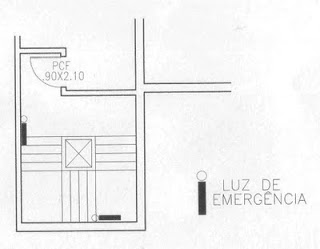 PCF
.90X2.10
LUZ DE
EMERGÊNCIA